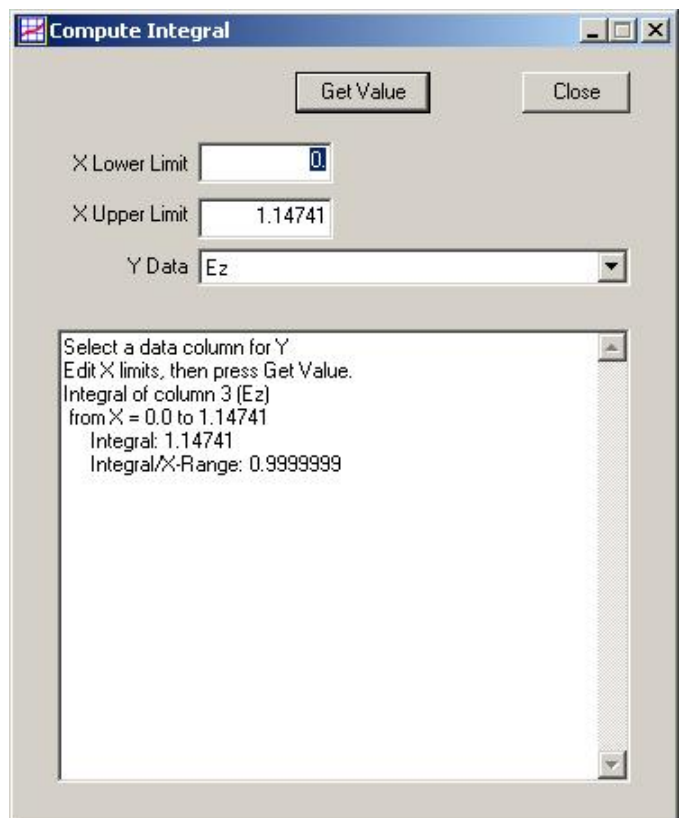 Compute Integral
Get Value
Close
X Lower Limit 0.
X Upper Limit 1.14741
Y Data Ez
Select a data column for Y
Edit X limits, then press Get Value.
Integral of column 3 (Ez)
from X = 0.0 to 1.14741
Integral: 1.14741
Integral/X-Range: 0.9999999